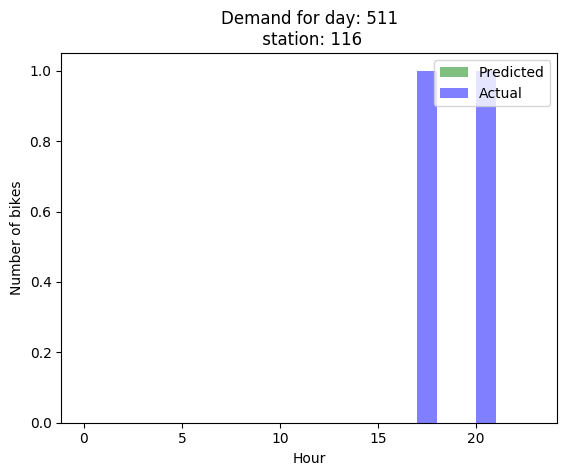 Demand for day: 511
station: 116
Predicted
Actual
Number of bikes
1.0
0.8
0.6
0.4
0.2
0.0
0 5 10 15 20
Hour